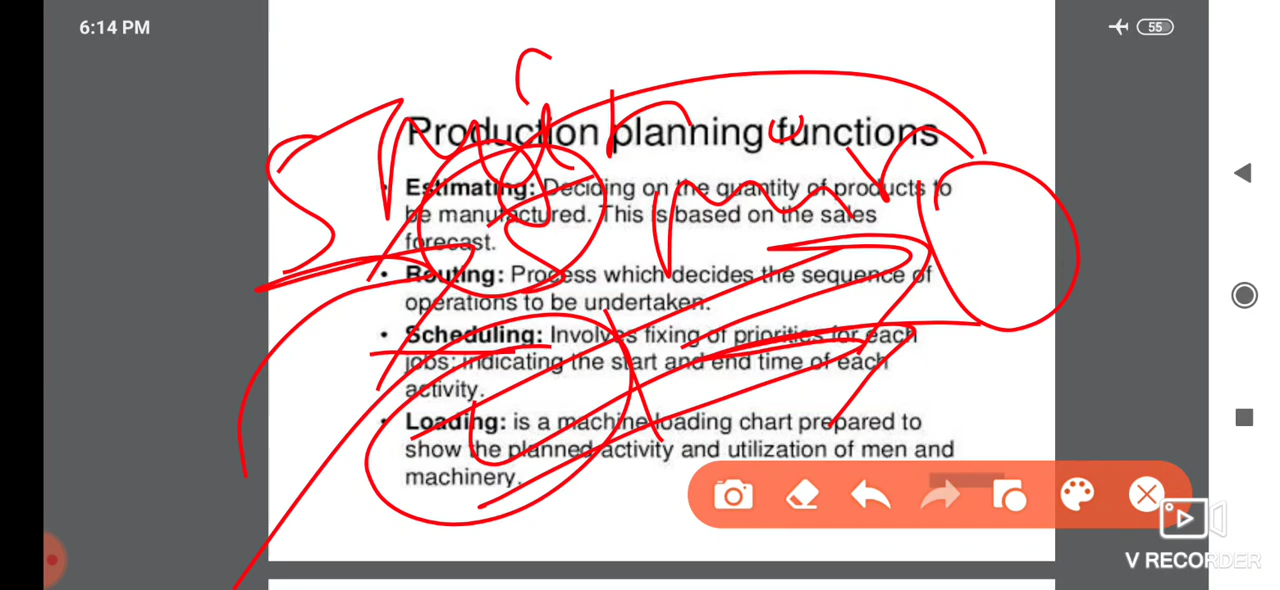 6:14 PM
55
Production planning functions
• Estimating: Deciding on the quantity of products to
be manufactured. This is based on the sales
forecast.
• Routing: Process which decides the sequence of
operations to be undertaken.
• Scheduling: Involves fixing of priorities for each
jobs; indicating the start and end time of each
activity.
• Loading: is a machine loading chart prepared to
show the planned activity and utilization of men and
machinery.
V RECORDER